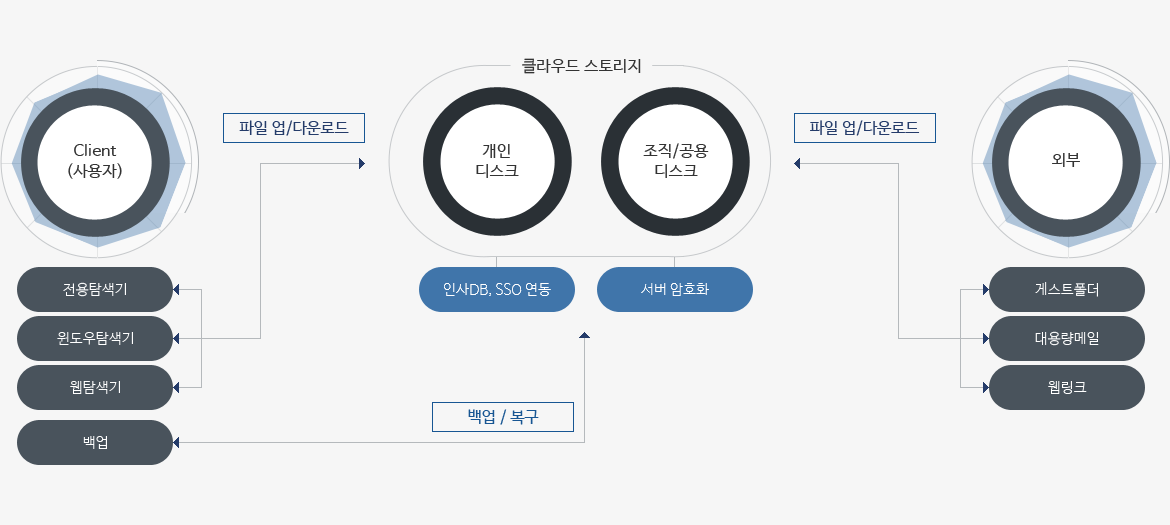 클라우드 스토리지
Client
(사용자)
파일 업/다운로드
개인
디스크
조직/공용
디스크
파일 업/다운로드
외부
전용탐색기
윈도우탐색기
웹탐색기
백업
인사DB, SSO 연동
서버 암호화
백업 / 복구
게스트폴더
대용량메일
웹링크